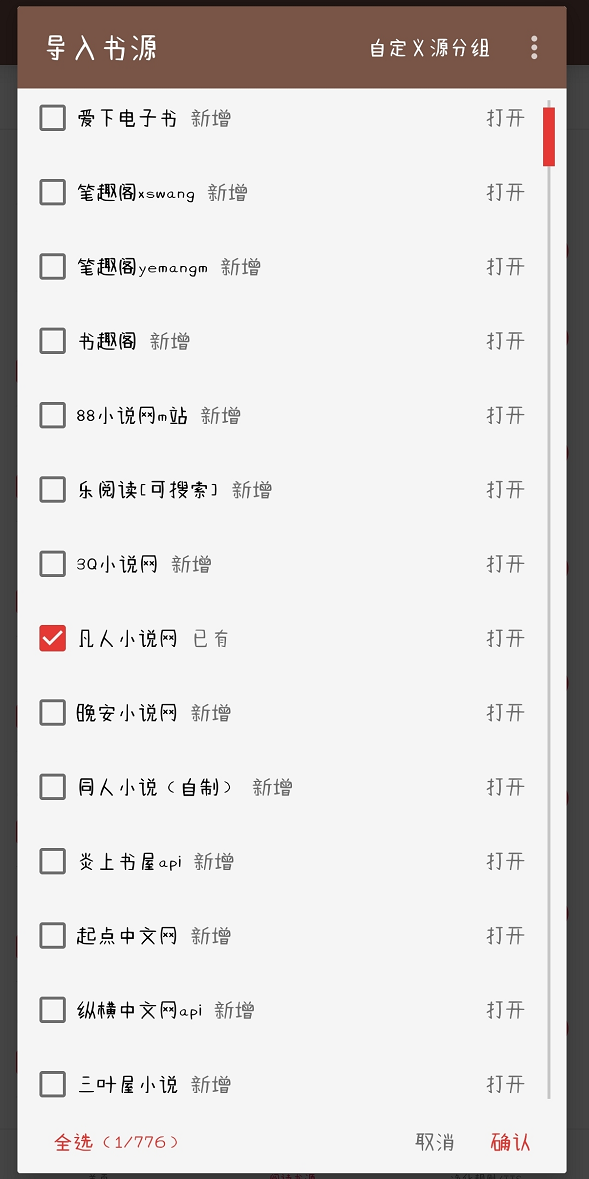 导入书源 自定义源分组
爱下电子书 新增 打开
笔趣阁xswang 新增 打开
笔趣阁yemangm 新增 打开
书趣阁 新增 打开
88小说网m站 新增 打开
乐阅读[可搜索] 新增 打开
3Q小说网 新增 打开
凡人小说网 已有 打开
晚安小说网 新增 打开
同人小说（自制） 新增 打开
炎上书屋api 新增 打开
起点中文网 新增 打开
纵横中文网api 新增 打开
三叶屋小说 新增 打开
全选（1/776） 取消 确认